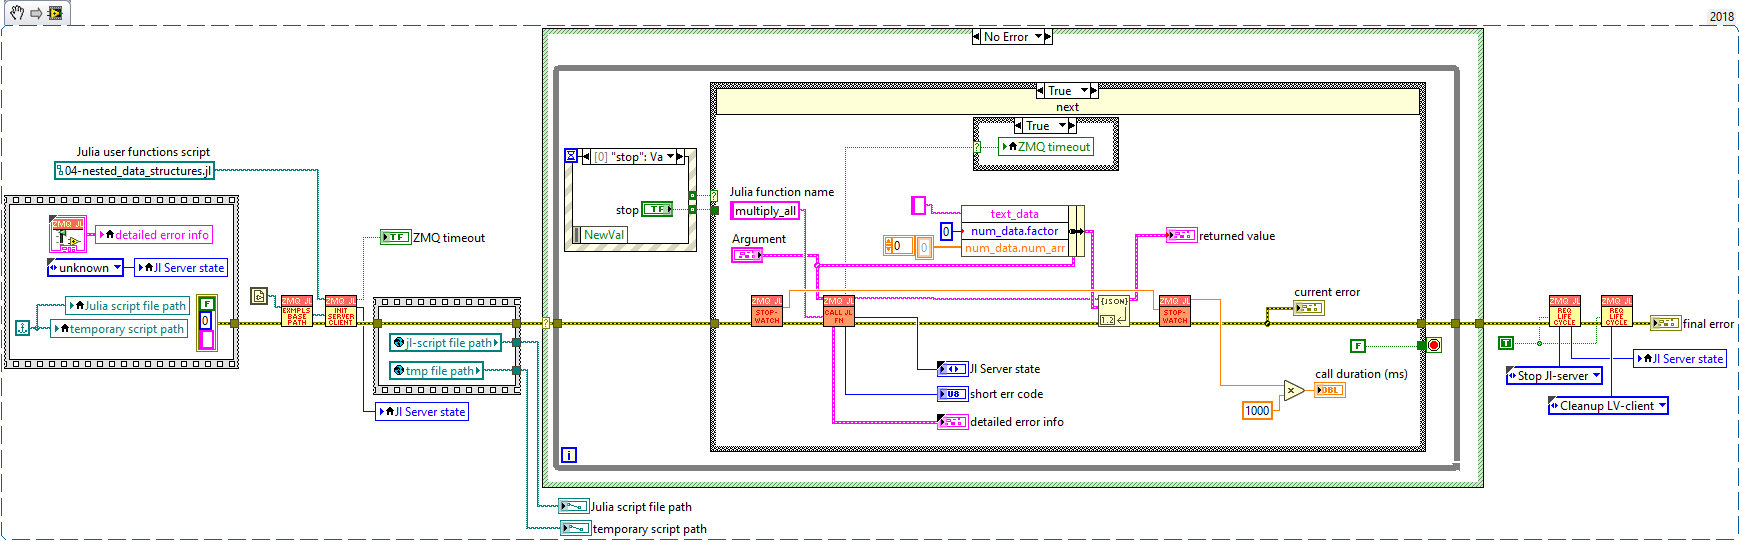 2018
No Error
True
next
True
ZMQ timeout
Julia user functions script
04-nested_data_structures.jl
[0] "stop": Va
stop
TF
NewVal
Julia function name
multiply_all
Argument
text_data
num_data.factor
num_data.num_arr
0
0
0
returned value
ZMQ JL
detailed error info
unknown
Jl Server state
Julia script file path
temporary script path
F
0
TF
ZMQ timeout
ZMQ JL
EXMPLS
BASE
PATH
ZMQ JL
INIT
SERVER
CLIENT
jl-script file path
tmp file path
Jl Server state
ZMQ JL
STOP-
WATCH
ZMQ JL
CALL JL
FN
{JSON}
1.2
ZMQ JL
STOP-
WATCH
current error
Jl Server state
U8
short err code
detailed error info
F
call duration (ms)
DBL
1000
x
i
ZMQ JL
REQ
LIFE
CYCLE
ZMQ JL
REQ
LIFE
CYCLE
final error
T
Jl Server state
Stop Jl-server
Cleanup LV-client
Julia script file path
temporary script path